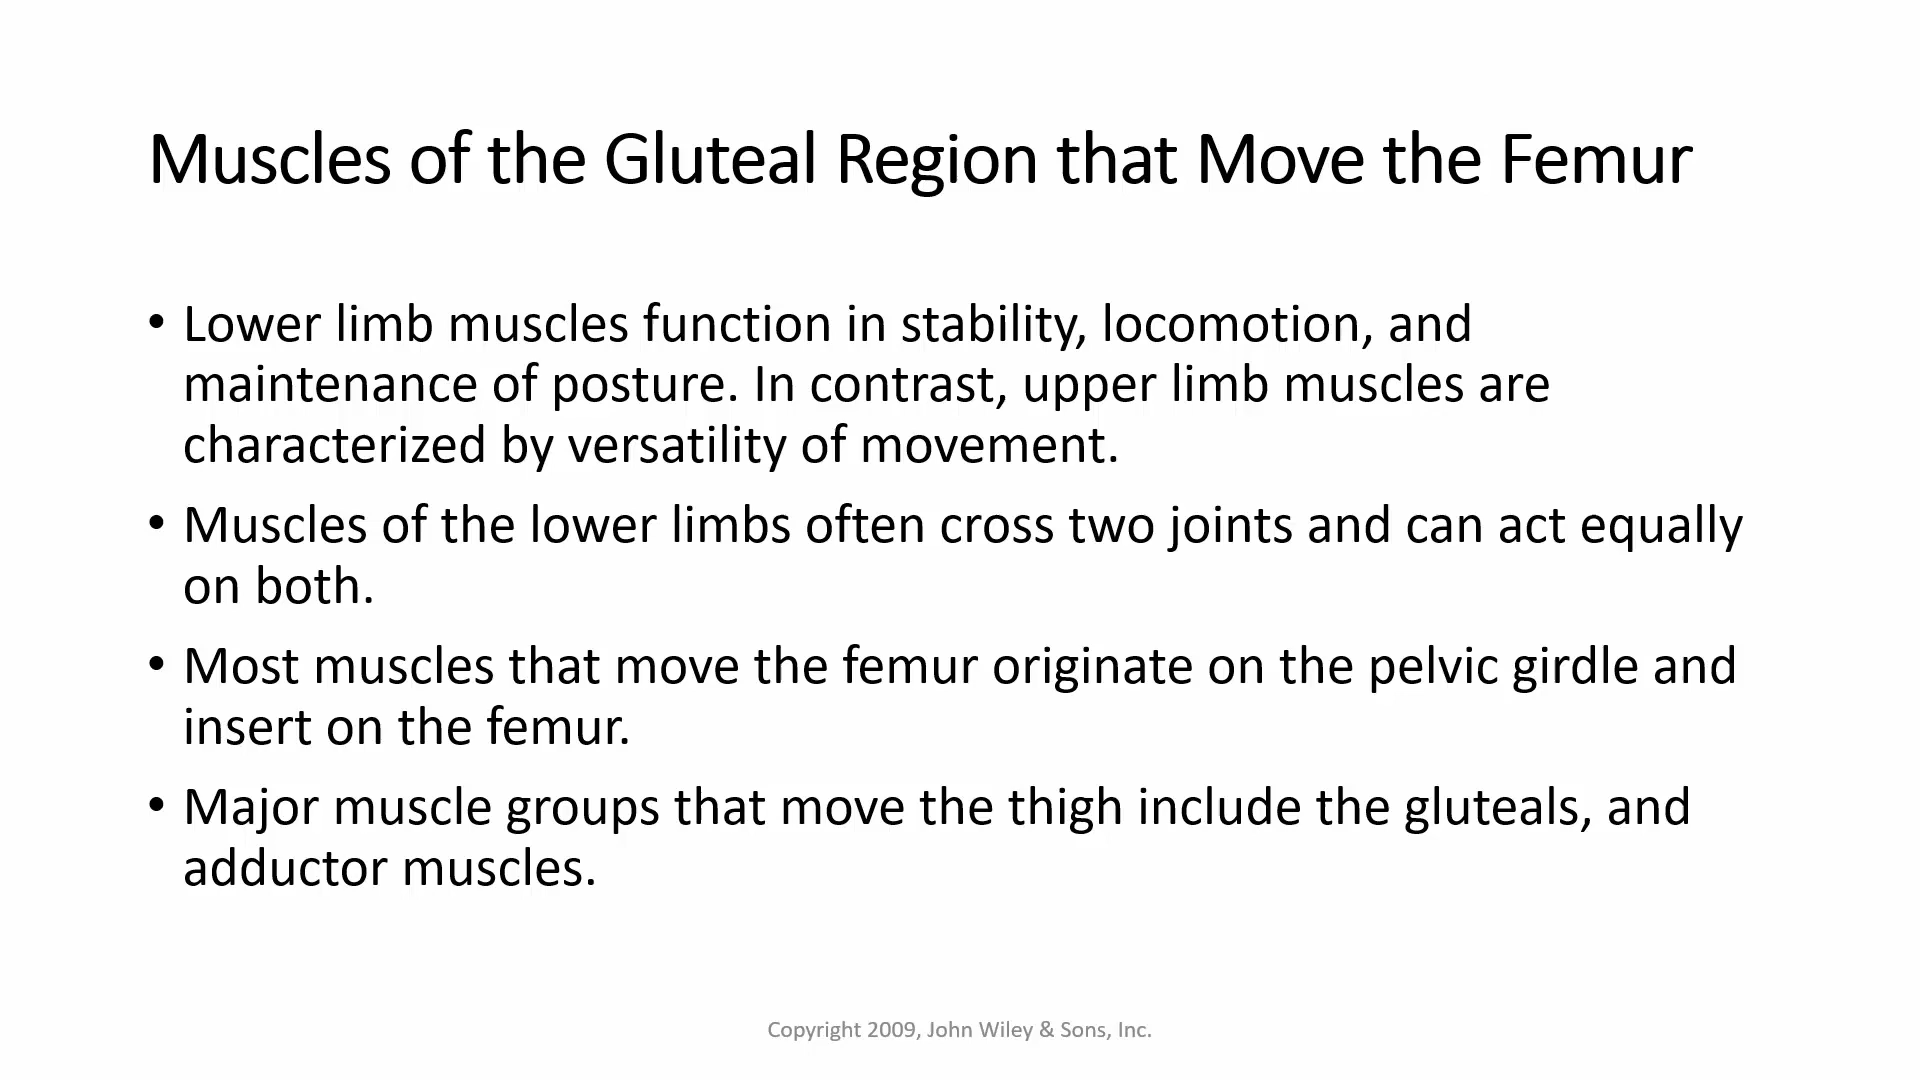 Muscles of the Gluteal Region that Move the Femur
• Lower limb muscles function in stability, locomotion, and
maintenance of posture. In contrast, upper limb muscles are
characterized by versatility of movement.
• Muscles of the lower limbs often cross two joints and can act equally
on both.
• Most muscles that move the femur originate on the pelvic girdle and
insert on the femur.
• Major muscle groups that move the thigh include the gluteals, and
adductor muscles.
Copyright 2009, John Wiley & Sons, Inc.